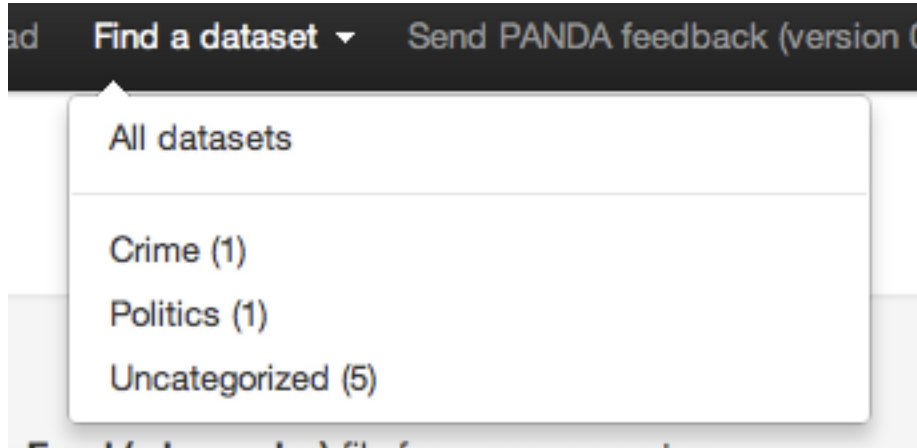 Find a dataset Send PANDA feedback (version
All datasets
Crime (1)
Politics (1)
Uncategorized (5)